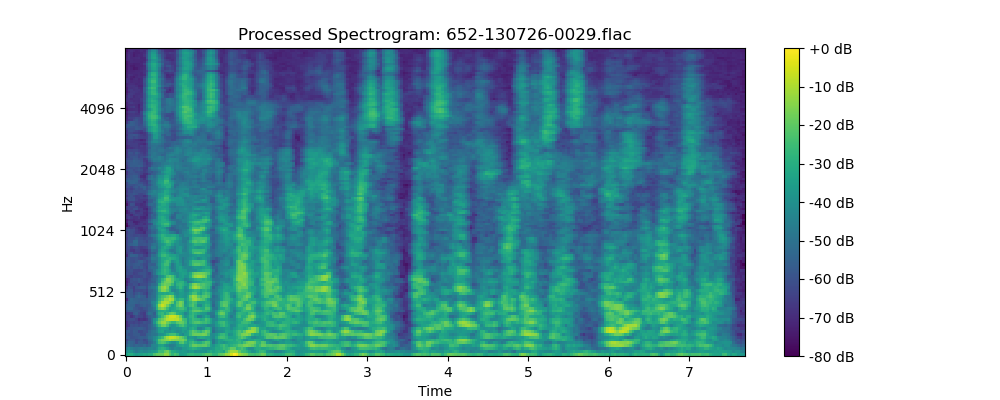 Processed Spectrogram: 652-130726-0029.flac
Hz
4096
2048
1024
512
0
0 1 2 3 4 5 6 7
Time
+0 dB
-10 dB
-20 dB
-30 dB
-40 dB
-50 dB
-60 dB
-70 dB
-80 dB